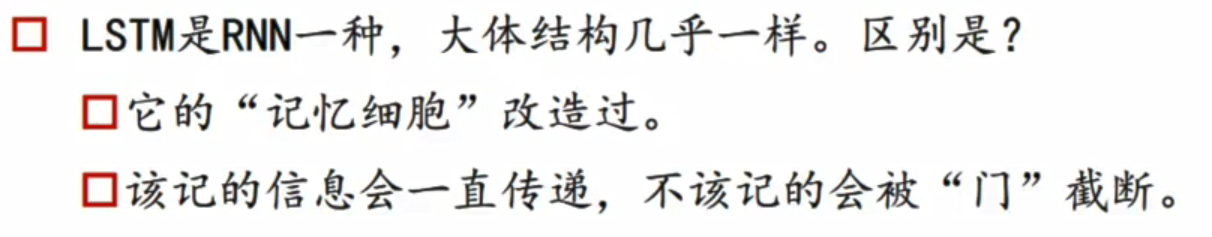 LSTM是RNN一种，大体结构几乎一样。区别是？
它的“记忆细胞”改造过。
该记的信息会一直传递，不该记的会被“门”截断。